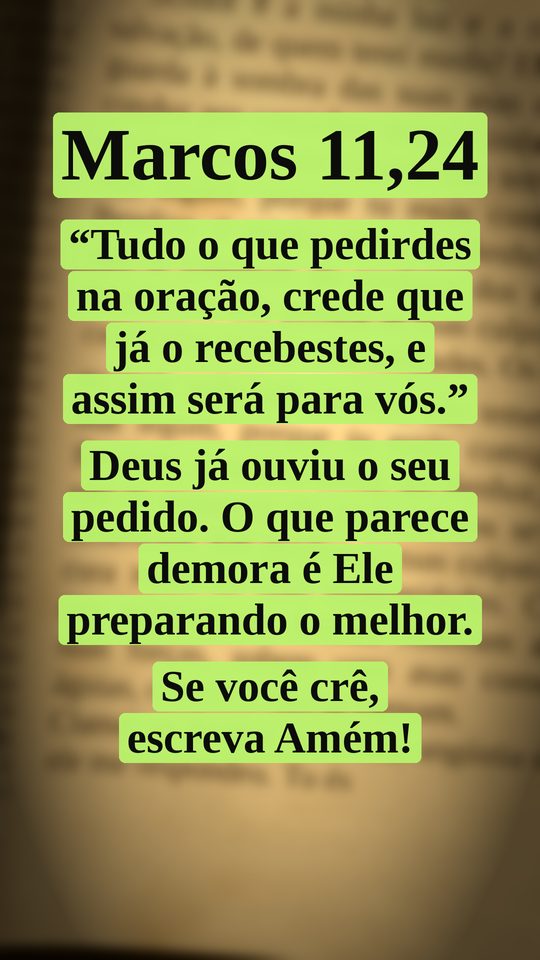 Marcos 11,24
“Tudo o que pedirdes
na oração, crede que
já o recebestes, e
assim será para vós.”
Deus já ouviu o seu
pedido. O que parece
demora é Ele
preparando o melhor.
Se você crê,
escreva Amém!